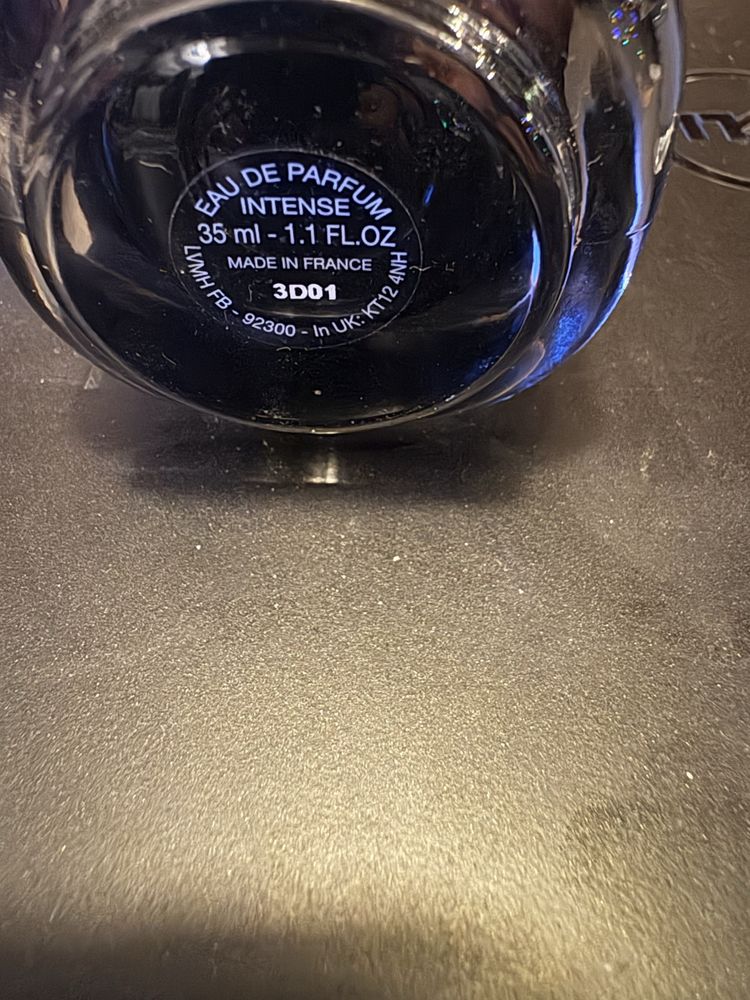 EAU DE PARFUM
INTENSE
35 ml - 1.1 FL.OZ
MADE IN FRANCE
3D01
LVMH FB - 92300 - In UK: KT12 4NH